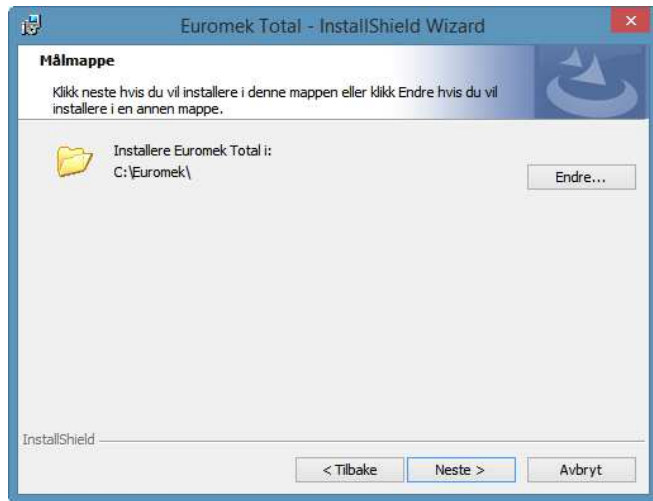 Euromek Total - InstallShield Wizard
Målmappe
Klikk neste hvis du vil installere i denne mappen eller klikk Endre hvis du vil
installere i en annen mappe.
Installere Euromek Total i:
C:\Euromek\
Endre...
InstallShield
< Tilbake
Neste >
Avbryt